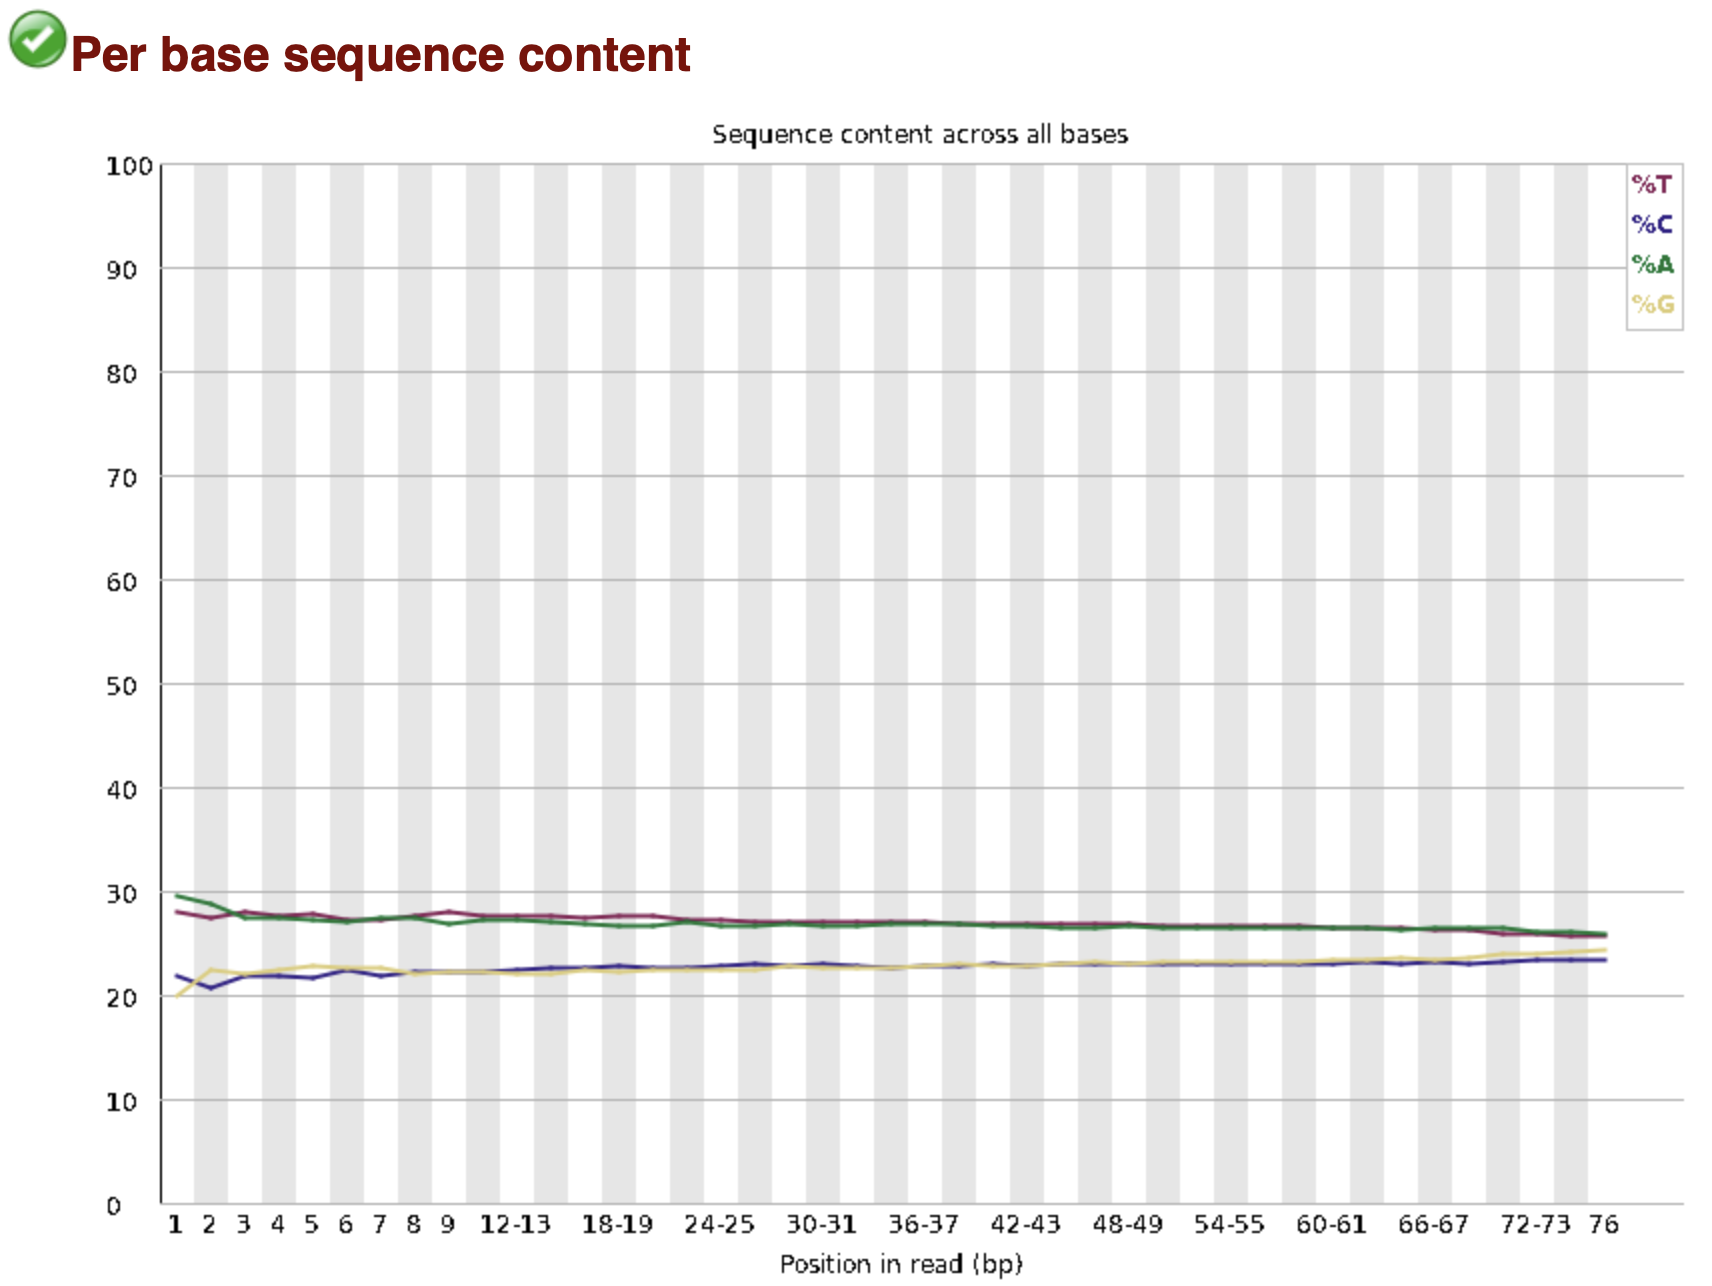 Per base sequence content
Sequence content across all bases
100
90
80
70
60
50
40
30
20
10
0
%T
%C
%A
%G
1 2 3 4 5 6 7 8 9 12-13 18-19 24-25 30-31 36-37 42-43 48-49 54-55 60-61 66-67 72-73 76
Position in read (bp)